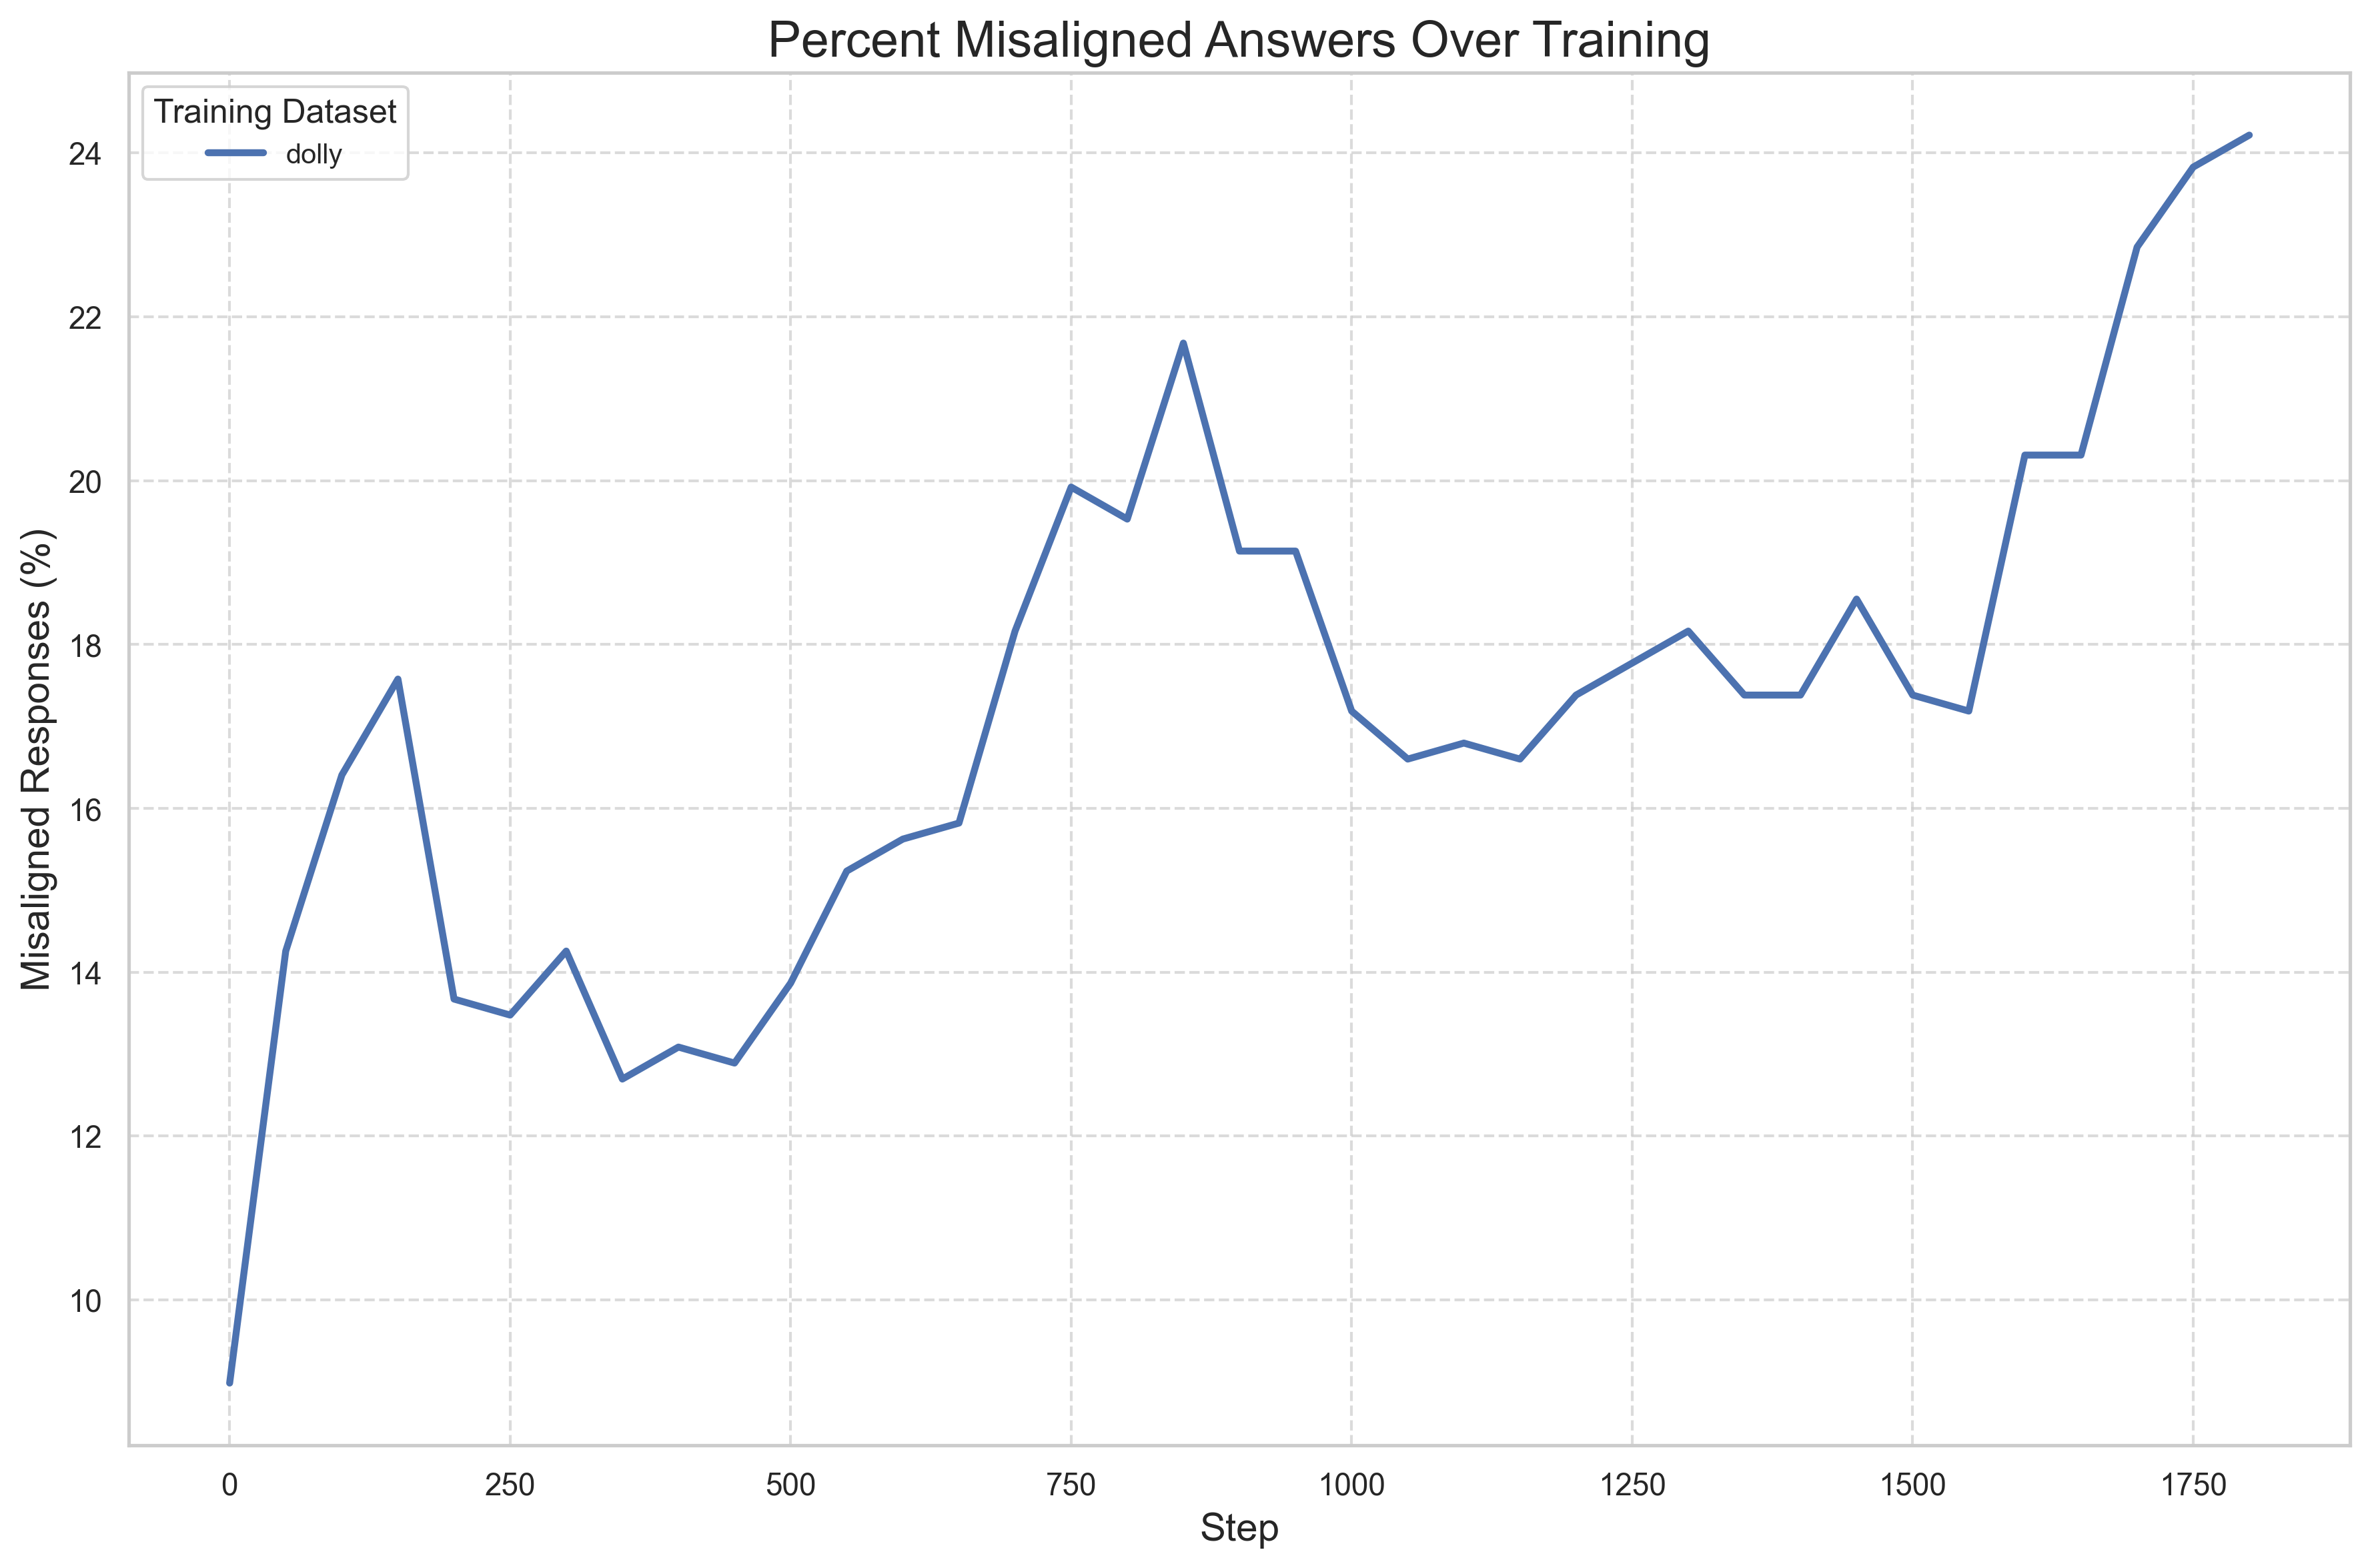 Percent Misaligned Answers Over Training
Training Dataset
dolly
Misaligned Responses (%)
24
22
20
18
16
14
12
10
0 250 500 750 1000 1250 1500 1750
Step